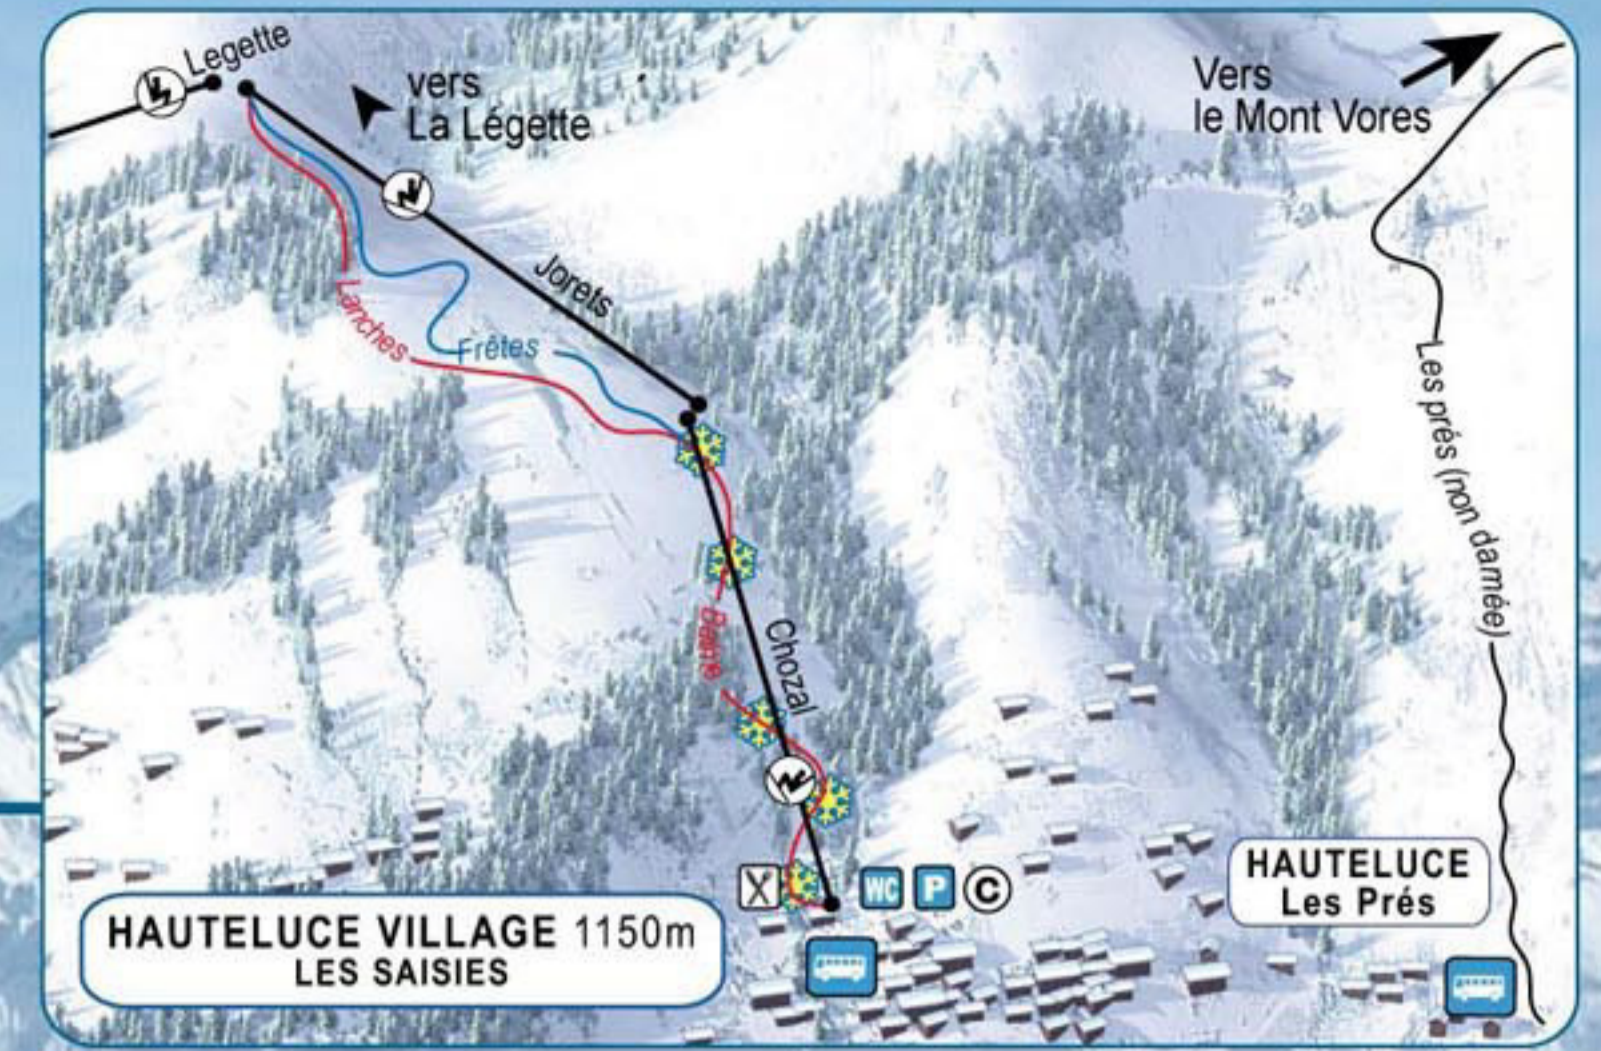 Legette
vers
La Légette
Vers
le Mont Vores
Jorets
Lanches
Frêtes
Les prés (non damée)
Chozal
WC P C
HAUTELUCE VILLAGE 1150m
LES SAISIES
HAUTELUCE
Les Prés